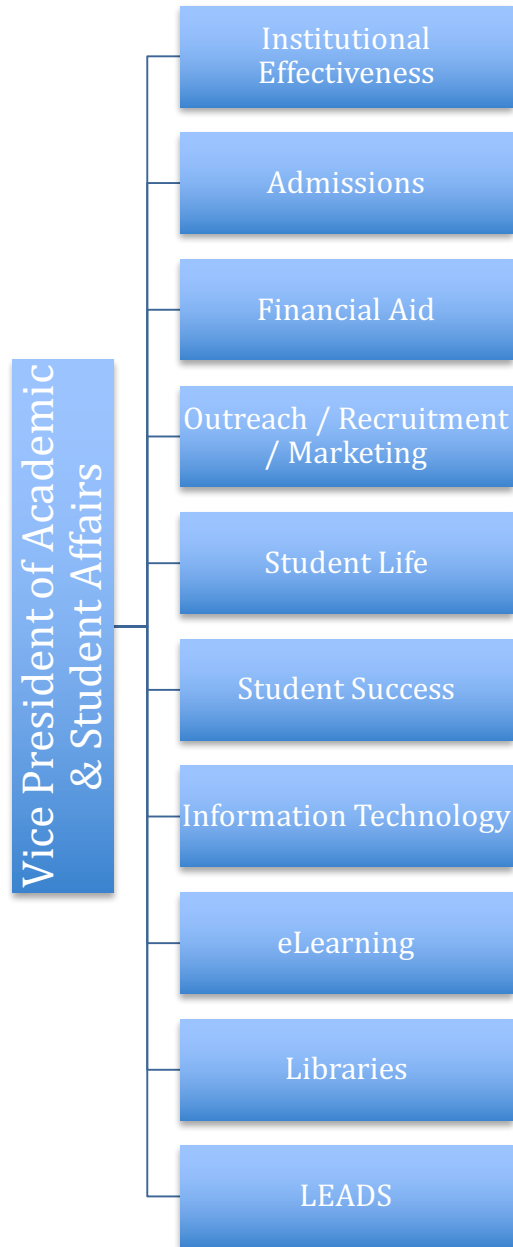 Vice President of Academic
& Student Affairs
Institutional
Effectiveness
Admissions
Financial Aid
Outreach / Recruitment
/ Marketing
Student Life
Student Success
Information Technology
eLearning
Libraries
LEADS